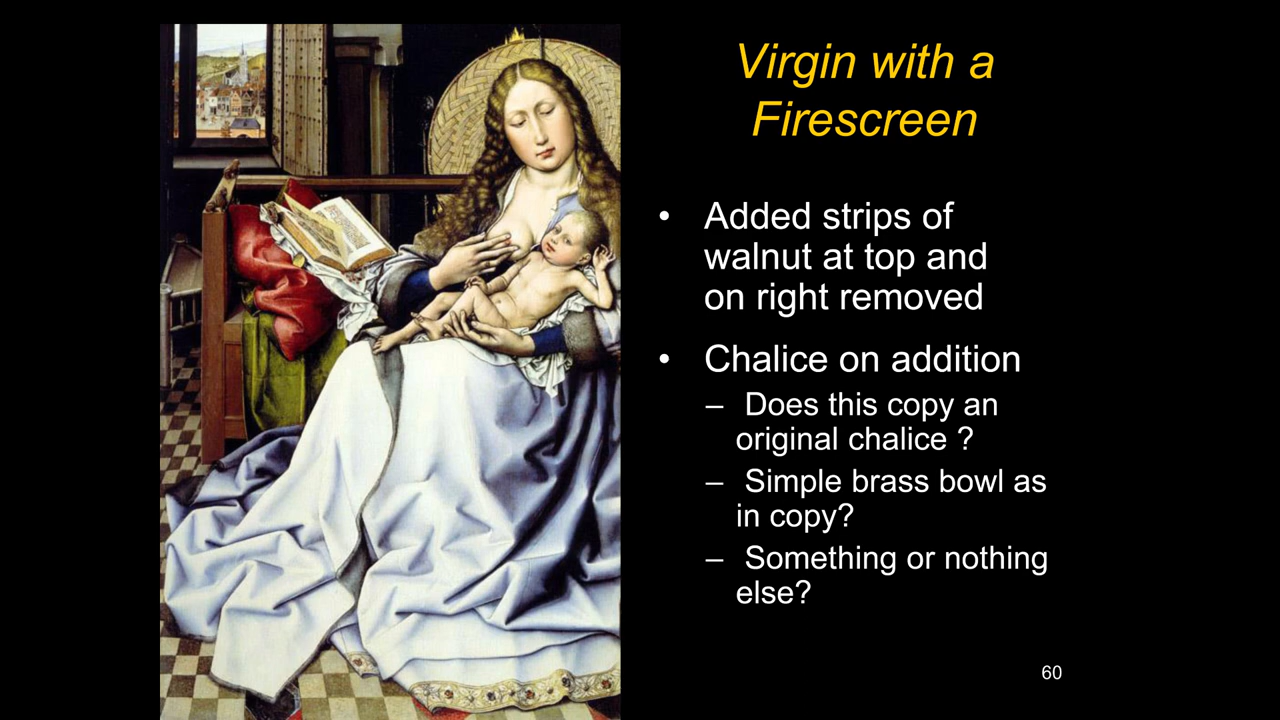 Virgin with a
Firescreen
• Added strips of
walnut at top and
on right removed
• Chalice on addition
– Does this copy an
original chalice ?
– Simple brass bowl as
in copy?
– Something or nothing
else?
60